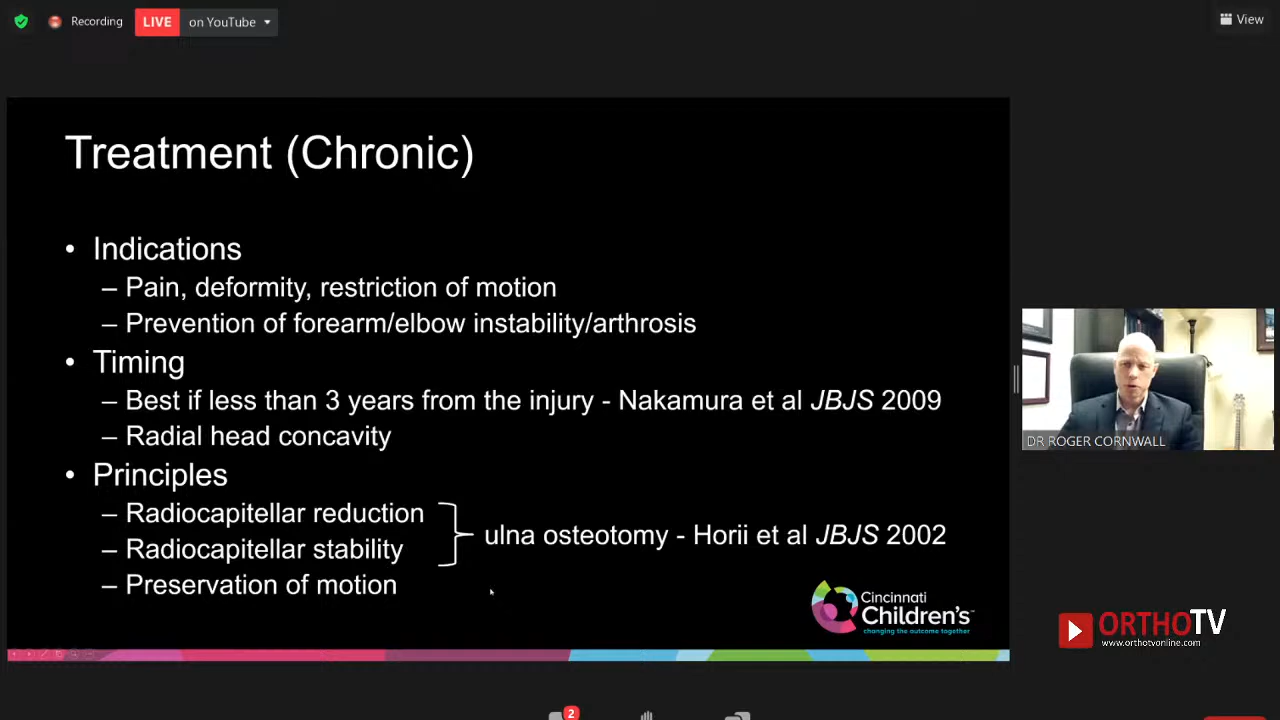 Recording
LIVE on YouTube
View
Treatment (Chronic)
• Indications
– Pain, deformity, restriction of motion
– Prevention of forearm/elbow instability/arthrosis
• Timing
– Best if less than 3 years from the injury - Nakamura et al JBJS 2009
– Radial head concavity
• Principles
– Radiocapitellar reduction
– Radiocapitellar stability
ulna osteotomy - Horii et al JBJS 2002
– Preservation of motion
Cincinnati
Children's™
changing the outcome together
DR ROGER CORNWALL
ORTHOTV
www.orthotvonline.com
2